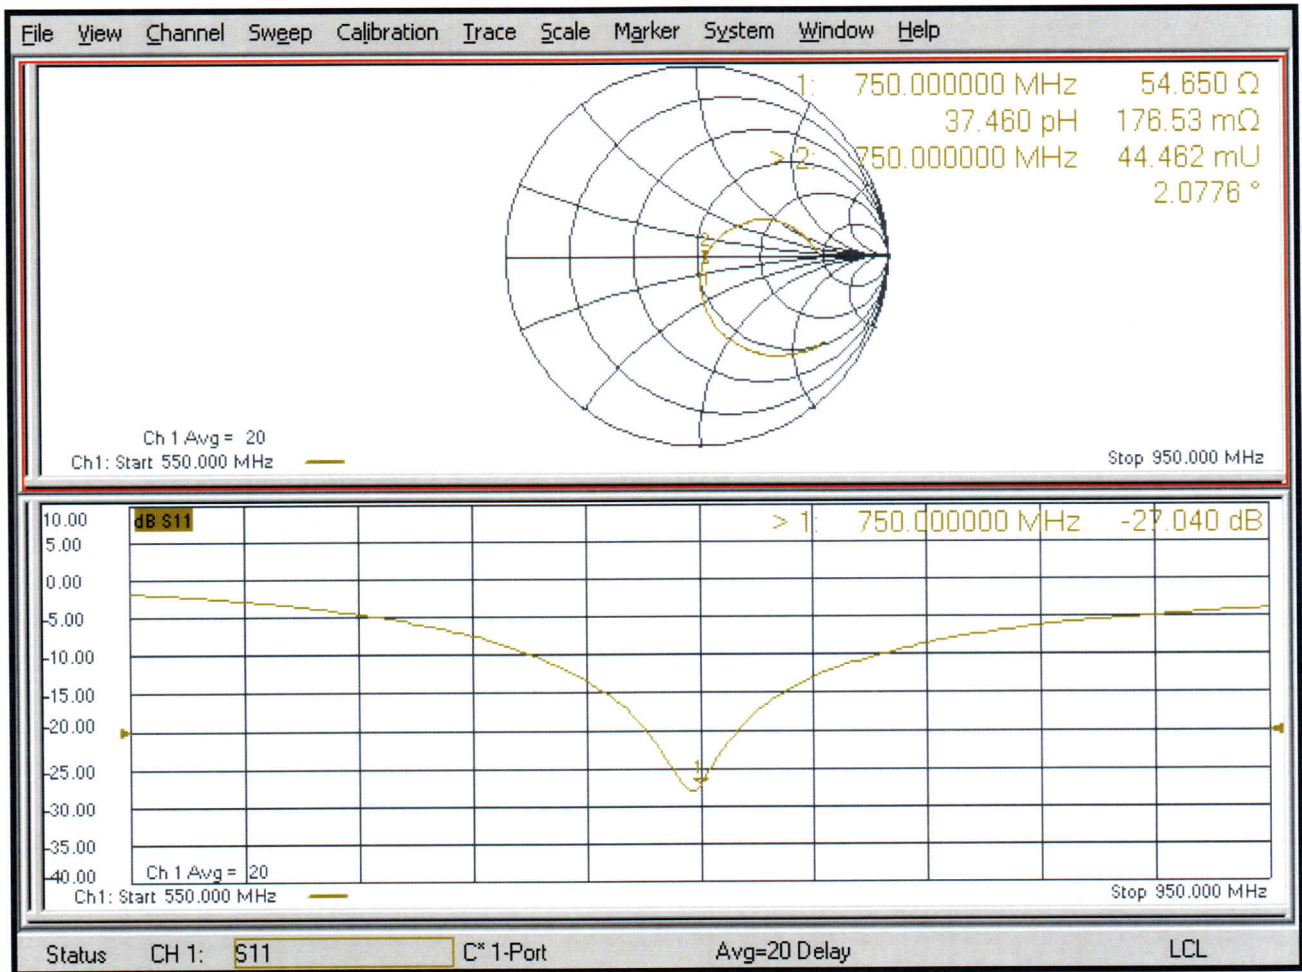 File View Channel Sweep Calibration Trace Scale Marker System Window Help
1: 750.000000 MHz 54.650 Ω
37.460 pH 176.53 mΩ
> 2: 750.000000 MHz 44.462 mU
2.0776 °
2
1
Ch 1 Avg = 20
Ch1: Start 550.000 MHz
Stop 950.000 MHz
10.00
dB S11
> 1: 750.000000 MHz -27.040 dB
5.00
0.00
-5.00
-10.00
-15.00
-20.00
-25.00
1
-30.00
-35.00
-40.00
Ch 1 Avg = 20
Ch1: Start 550.000 MHz
Stop 950.000 MHz
Status CH 1: S11 C* 1-Port Avg=20 Delay LCL